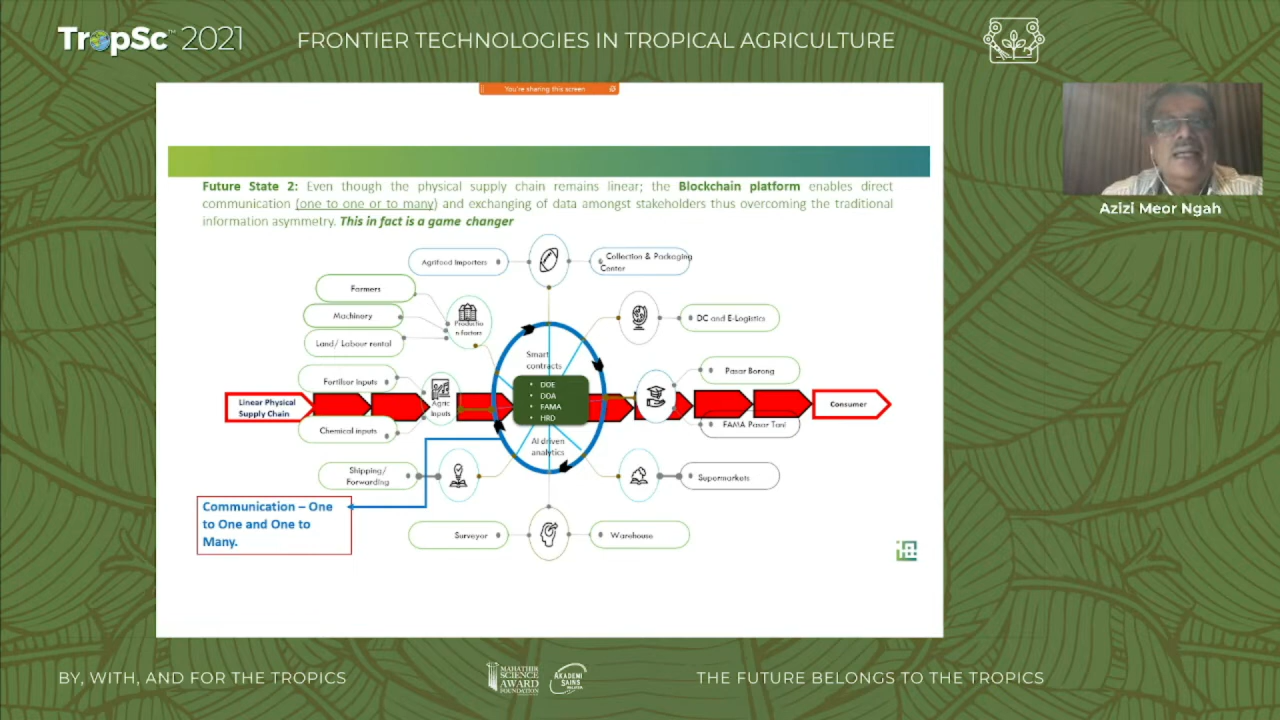 TropSc™ 2021
FRONTIER TECHNOLOGIES IN TROPICAL AGRICULTURE
You're sharing this screen
Future State 2: Even though the physical supply chain remains linear; the Blockchain platform enables direct
communication (one to one or to many) and exchanging of data amongst stakeholders thus overcoming the traditional
information asymmetry. This in fact is a game changer
Azizi Meor Ngah
Agrifood Importers
Collection & Packaging
Center
Farmers
Machinery
Land/ Labour rental
Productio
n factors
DC and E-Logistics
Smart
contracts
Fertilser inputs
Chemical inputs
Agric
Inputs
Linear Physical
Supply Chain
• DOE
• DOA
• FAMA
• HRD
Pasar Borong
FAMA Pasar Tani
Consumer
AI driven
analytics
Shipping/
Forwarding
Supermarkets
Communication – One
to One and One to
Many.
Surveyor
Warehouse
BY, WITH, AND FOR THE TROPICS
MAHATHIR
SCIENCE
AWARD
FOUNDATION
AKADEMI
SAINS
MALAYSIA
THE FUTURE BELONGS TO THE TROPICS